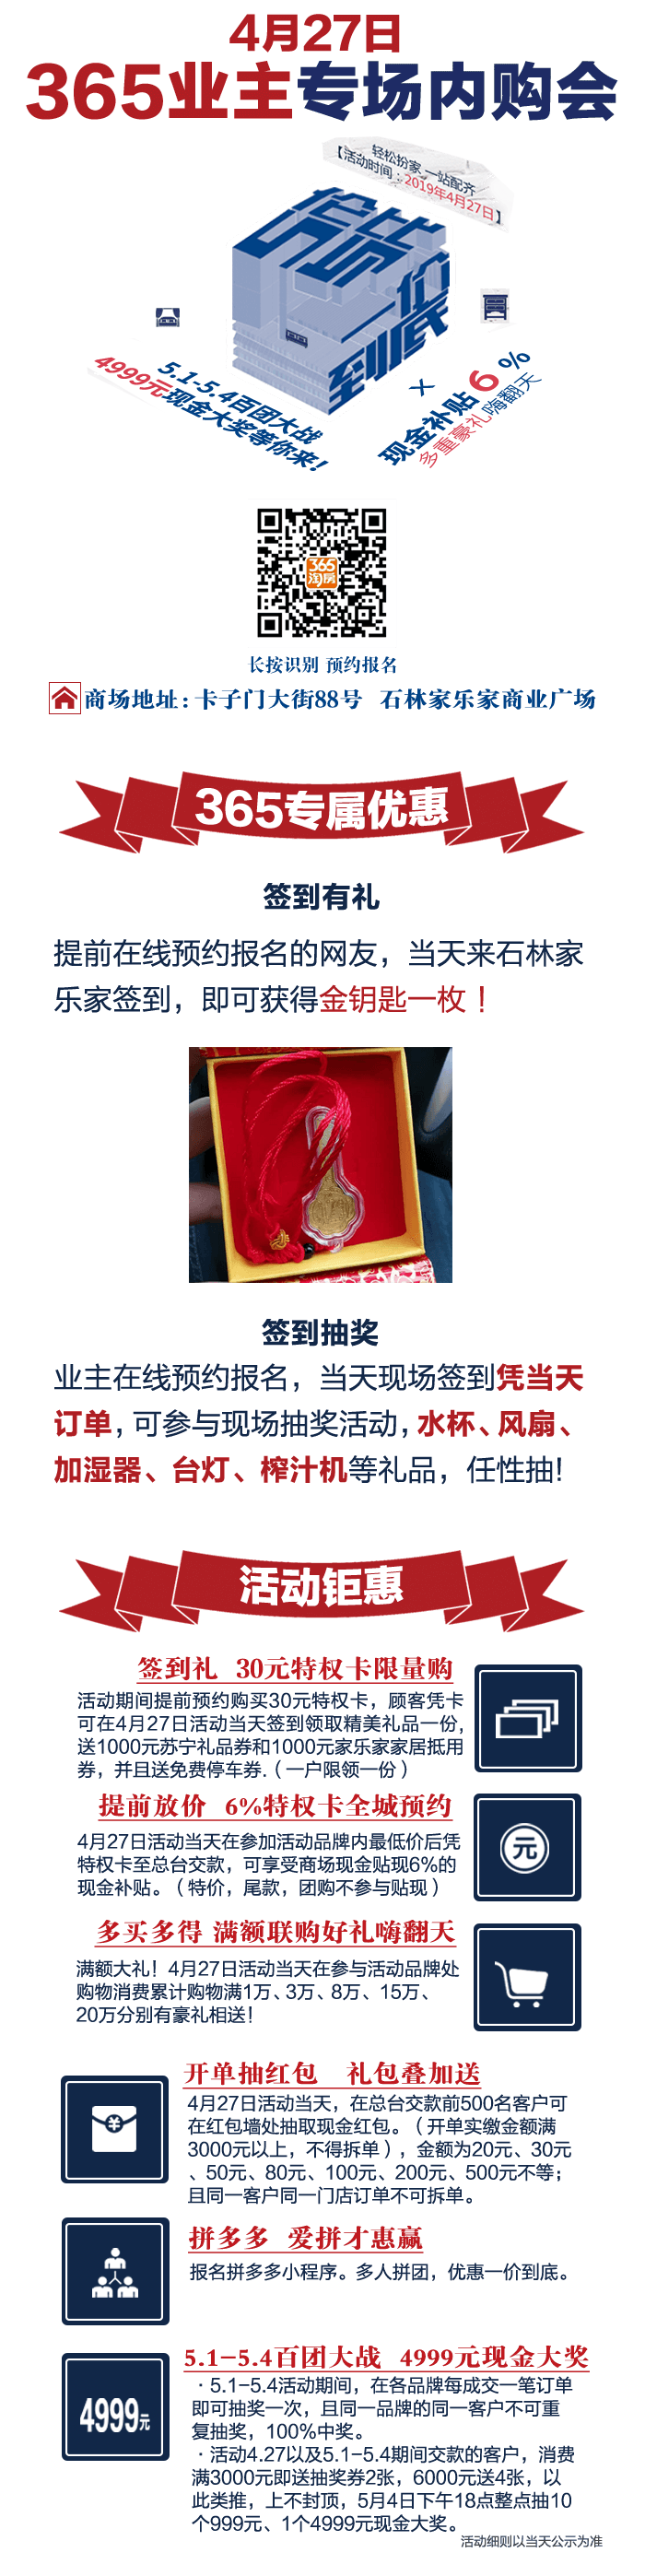 4月27日
365业主专场内购会
轻松扮家 一站配齐
【活动时间:2019年4月27日】
比价到底
5.1-5.4百团大战
4999元现金大奖等你来!
×
现金补贴6%
多重豪礼嗨翻天
365
淘房
长按识别 预约报名
商场地址:卡子门大街88号 石林家乐家商业广场
365专属优惠
签到有礼
提前在线预约报名的网友，当天来石林家
乐家签到，即可获得金钥匙一枚！
签到抽奖
业主在线预约报名，当天现场签到凭当天
订单，可参与现场抽奖活动，水杯、风扇、
加湿器、台灯、榨汁机等礼品，任性抽!
活动钜惠
签到礼 30元特权卡限量购
活动期间提前预约购买30元特权卡，顾客凭卡
可在4月27日活动当天签到领取精美礼品一份,
送1000元苏宁礼品券和1000元家乐家家居抵用
券，并且送免费停车券.（一户限领一份）
提前放价 6%特权卡全城预约
4月27日活动当天在参加活动品牌内最低价后凭
特权卡至总台交款，可享受商场现金贴现6%的
现金补贴。（特价，尾款，团购不参与贴现）
元
多买多得 满额联购好礼嗨翻天
满额大礼！4月27日活动当天在参与活动品牌处
购物消费累计购物满1万、3万、8万、15万、
20万分别有豪礼相送!
开单抽红包 礼包叠加送
4月27日活动当天，在总台交款前500名客户可
在红包墙处抽取现金红包。（开单实缴金额满
3000元以上，不得拆单），金额为20元、30元
、50元、80元、100元、200元、500元不等；
且同一客户同一门店订单不可拆单。
¥
拼多多 爱拼才惠赢
报名拼多多小程序。多人拼团，优惠一价到底。
5.1-5.4百团大战 4999元现金大奖
4999元
·5.1-5.4活动期间，在各品牌每成交一笔订单
即可抽奖一次，且同一品牌的同一客户不可重
复抽奖，100%中奖。
·活动4.27以及5.1-5.4期间交款的客户，消费
满3000元即送抽奖券2张，6000元送4张，以
此类推，上不封顶，5月4日下午18点整点抽10
个999元、1个4999元现金大奖。
活动细则以当天公示为准